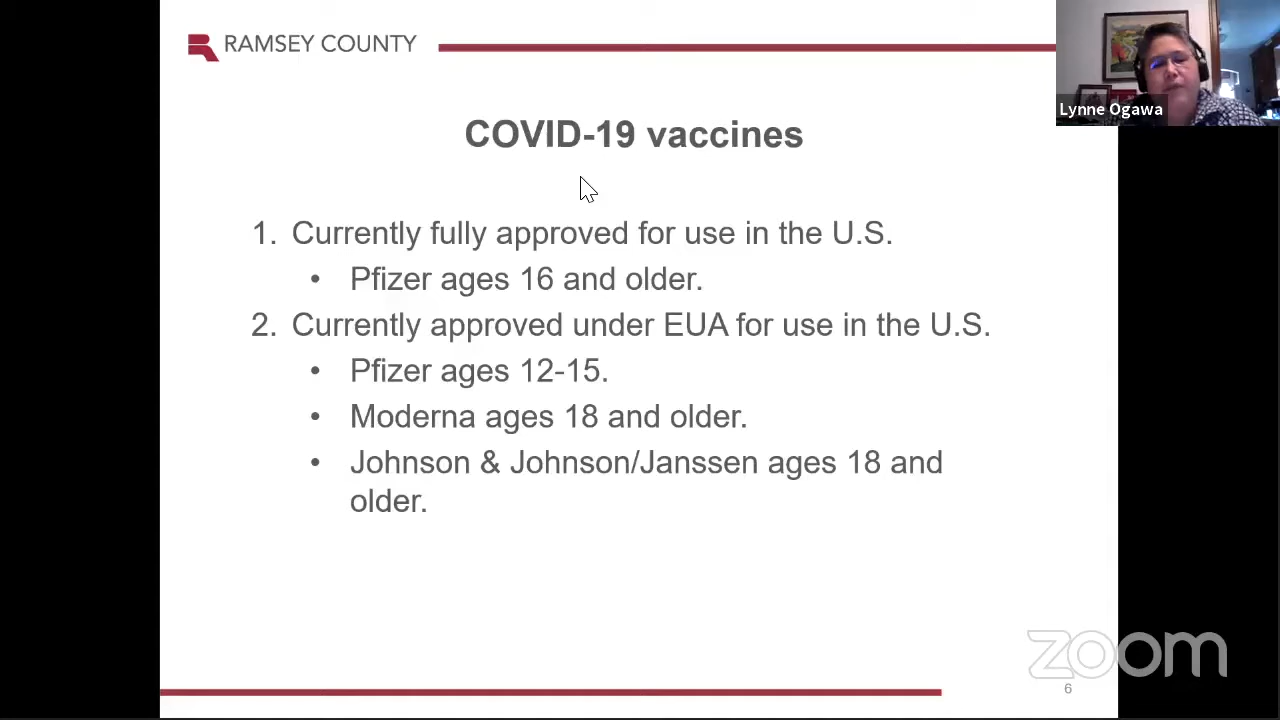 RAMSEY COUNTY
Lynne Ogawa
COVID-19 vaccines
1. Currently fully approved for use in the U.S.
• Pfizer ages 16 and older.
2. Currently approved under EUA for use in the U.S.
• Pfizer ages 12-15.
• Moderna ages 18 and older.
• Johnson & Johnson/Janssen ages 18 and
older.
zoom
6